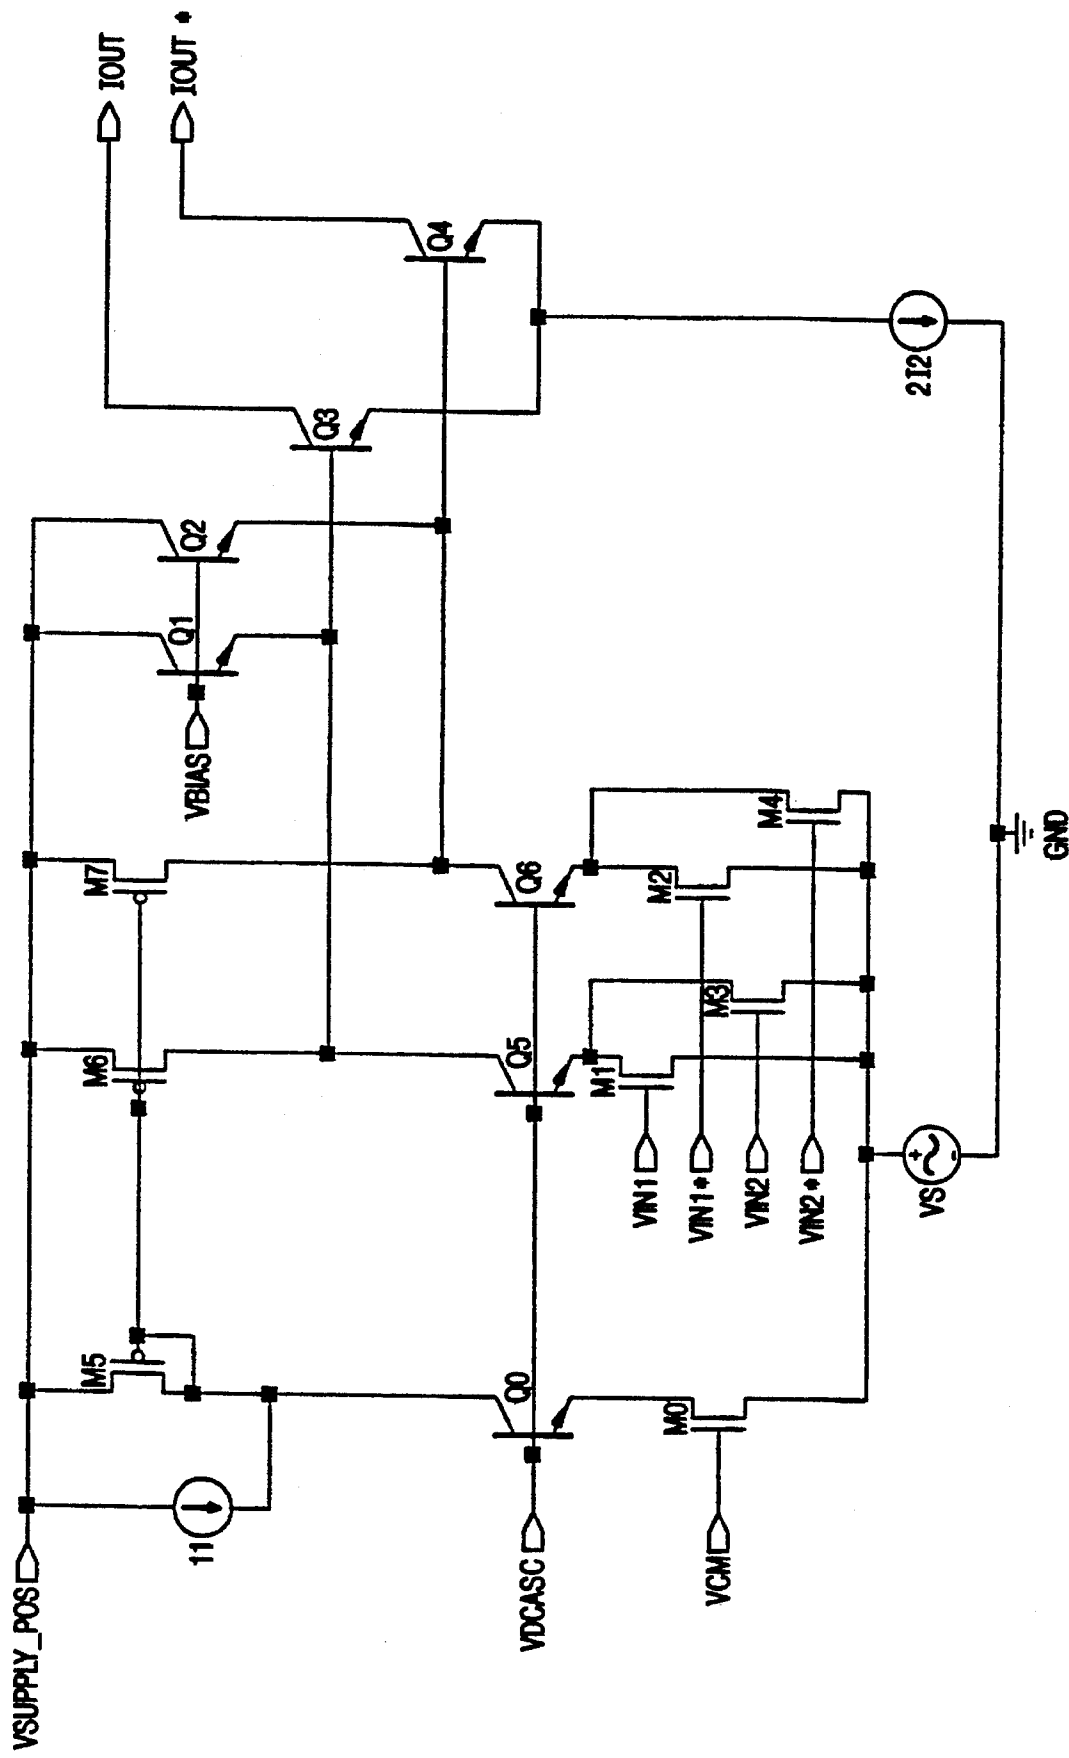 VSUPPLY_POS
11
M5
M6
M7
VBIAS
Q1
Q2
Q3
Q4
IOUT
IOUT *
VDCASC
Q0
Q5
Q6
VCM
M0
M1
M3
M2
M4
VIN1
VIN1*
VIN2
VIN2*
VS
+
-
2I2
GND